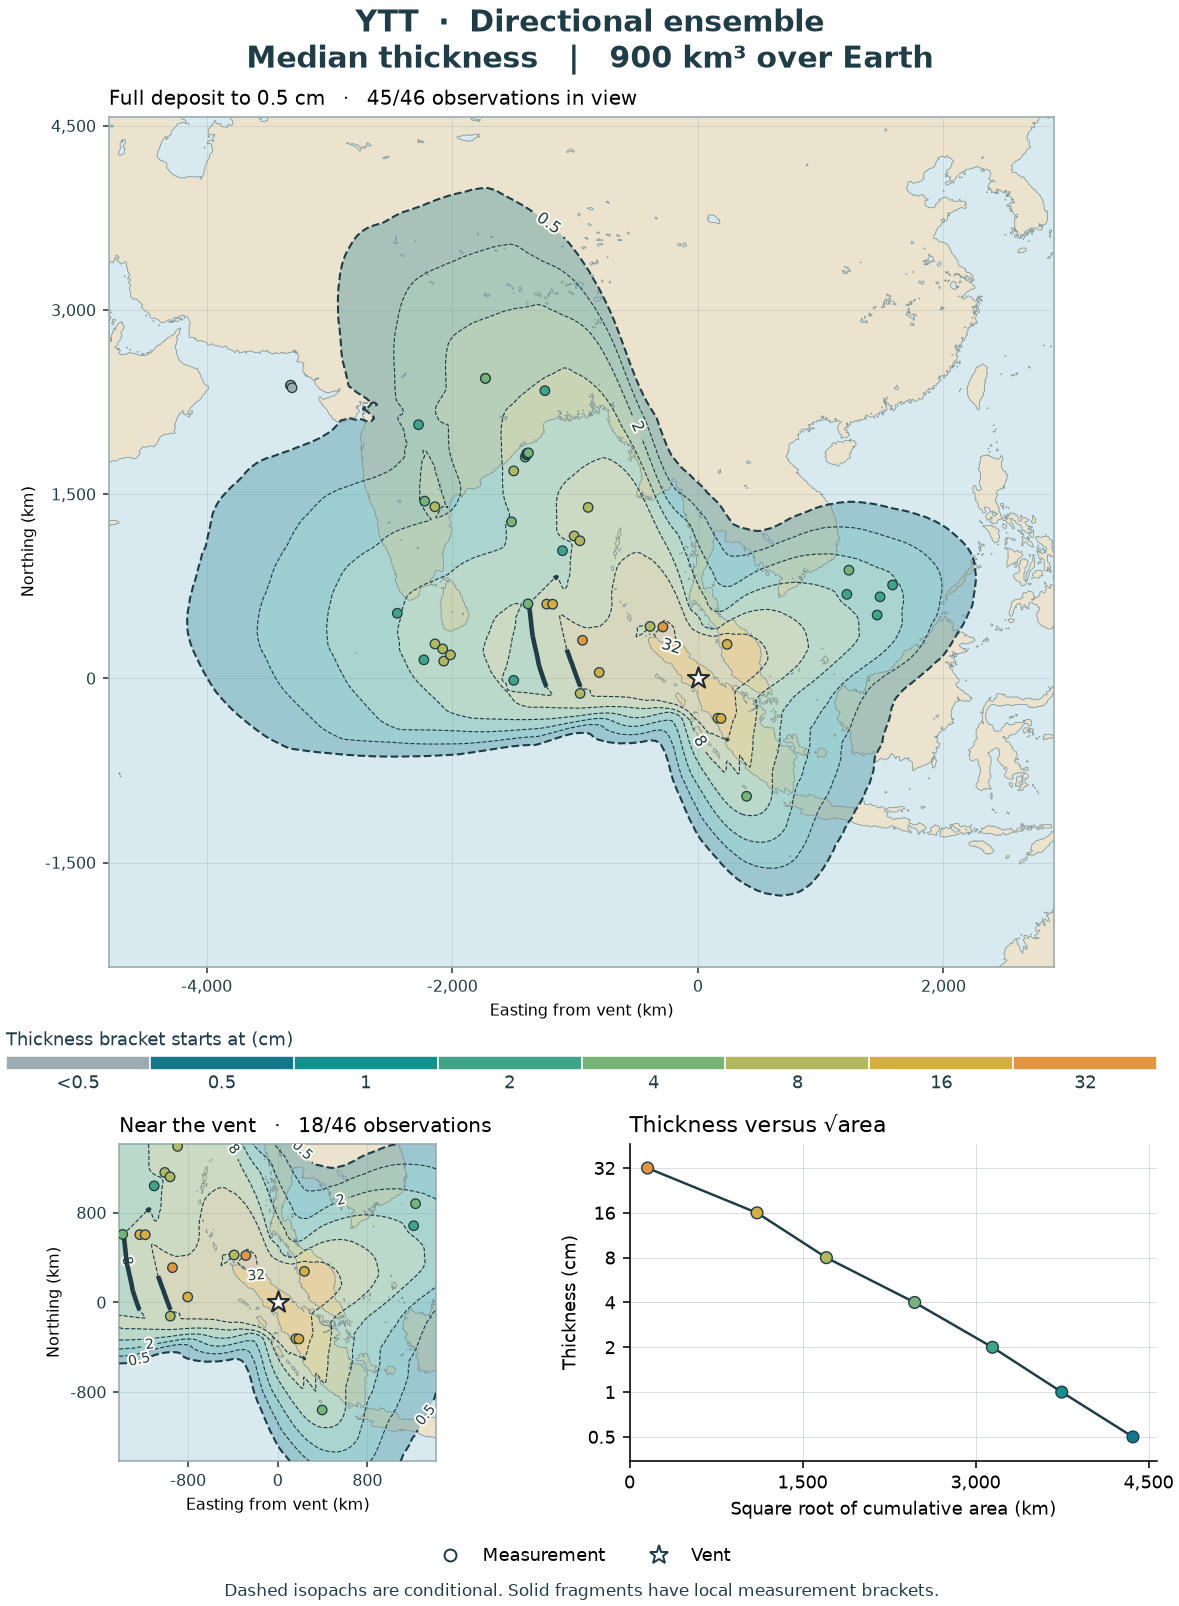 YTT · Directional ensemble
Median thickness | 900 km³ over Earth
Full deposit to 0.5 cm · 45/46 observations in view
4,500
3,000
1,500
0
-1,500
Northing (km)
0.5
2
32
8
-4,000 -2,000 0 2,000
Easting from vent (km)
Thickness bracket starts at (cm)
<0.5 0.5 1 2 4 8 16 32
Near the vent · 18/46 observations
800
0
-800
Northing (km)
8
0.5
2
8
32
2
0.5
0.5
-800 0 800
Easting from vent (km)
Thickness versus √area
32
16
8
4
2
1
0.5
Thickness (cm)
0 1,500 3,000 4,500
Square root of cumulative area (km)
Measurement Vent
Dashed isopachs are conditional. Solid fragments have local measurement brackets.